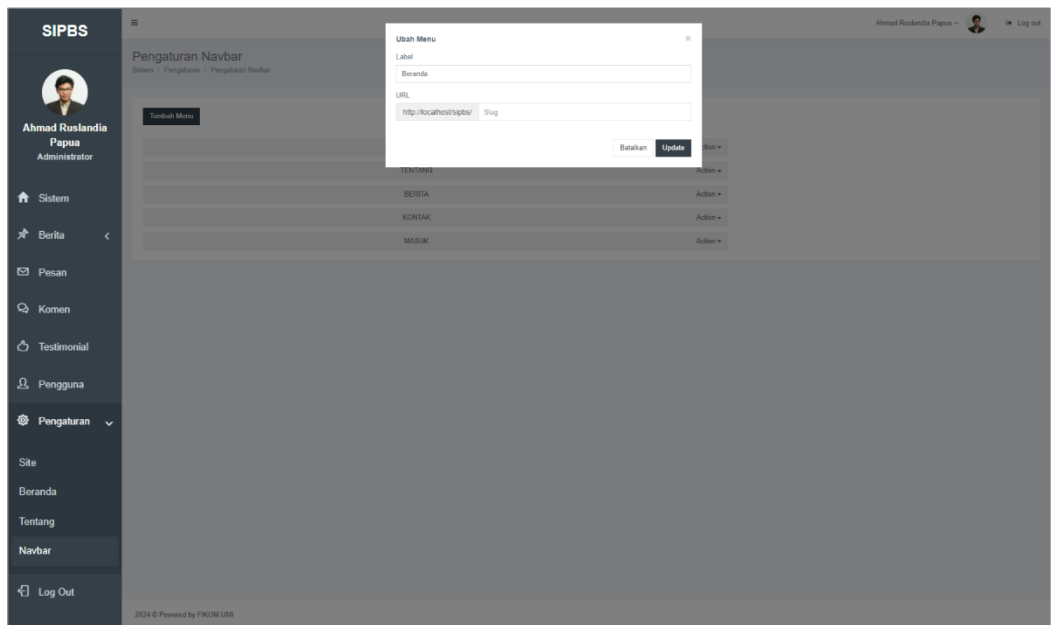 SIPBS
Ahmad Ruslandia Papua
Log out
Ahmad Ruslandia
Papua
Administrator
Sistem
Berita
Pesan
Komen
Testimonial
Pengguna
Pengaturan
Site
Beranda
Tentang
Navbar
Log Out
Pengaturan Navbar
Sistem / Pengaturan / Pengaturan Navbar
Tambah Menu
Ubah Menu
×
Label
Beranda
URL
http://localhost/sipbs/ Slug
Batalkan Update
TENTANG Action
BERITA Action
KONTAK Action
MASUK Action
2024 © Powered by FIKOM UMI